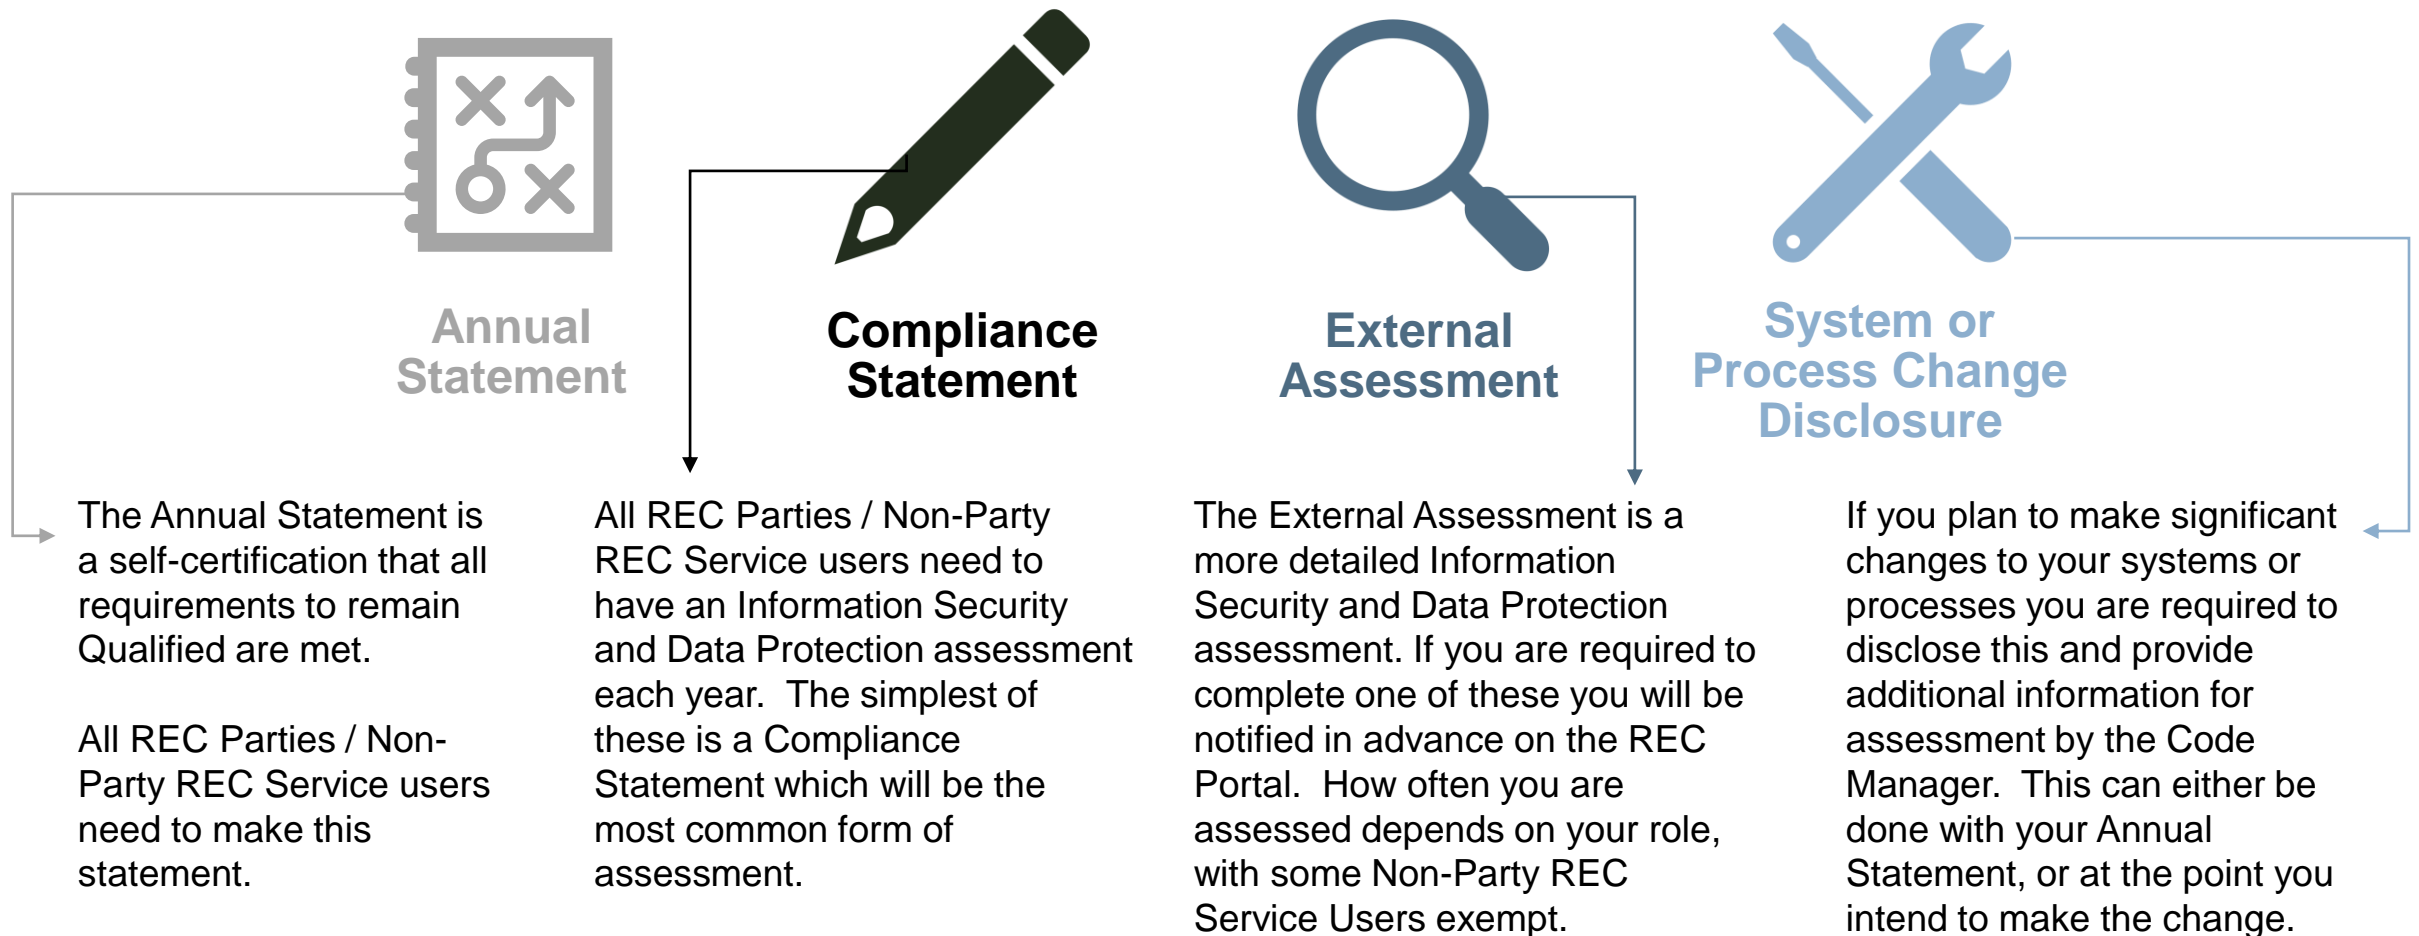 Annual
Statement
Compliance
Statement
External
Assessment
System or
Process Change
Disclosure
The Annual Statement is
a self-certification that all
requirements to remain
Qualified are met.
All REC Parties / Non-
Party REC Service users
need to make this
statement.
All REC Parties / Non-Party
REC Service users need to
have an Information Security
and Data Protection assessment
each year.  The simplest of
these is a Compliance
Statement which will be the
most common form of
assessment.
The External Assessment is a
more detailed Information
Security and Data Protection
assessment. If you are required to
complete one of these you will be
notified in advance on the REC
Portal.  How often you are
assessed depends on your role,
with some Non-Party REC
Service Users exempt.
If you plan to make significant
changes to your systems or
processes you are required to
disclose this and provide
additional information for
assessment by the Code
Manager.  This can either be
done with your Annual
Statement, or at the point you
intend to make the change.